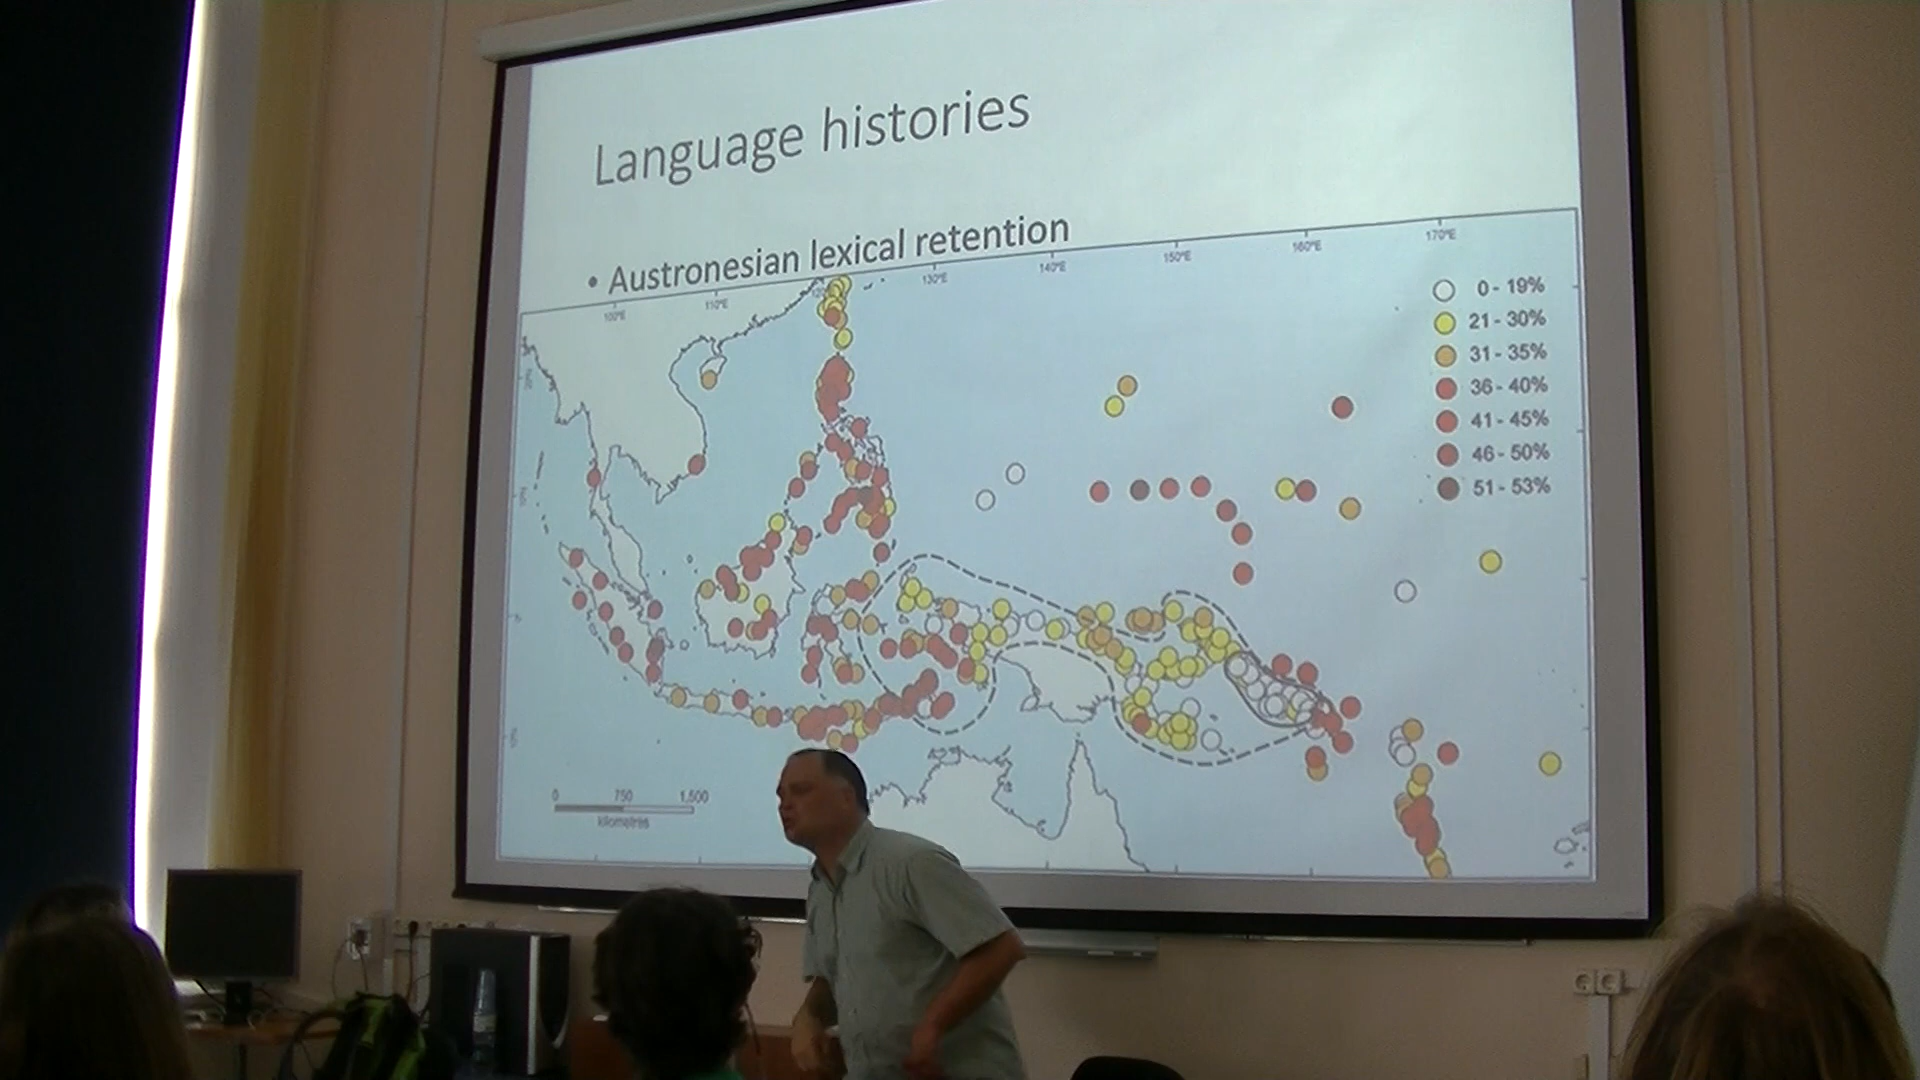 Language histories
• Austronesian lexical retention
100°E
110°E
130°E
140°E
150°E
160°E
170°E
0 - 19%
21 - 30%
31 - 35%
36 - 40%
41 - 45%
46 - 50%
51 - 53%
0 750 1,500
kilometres